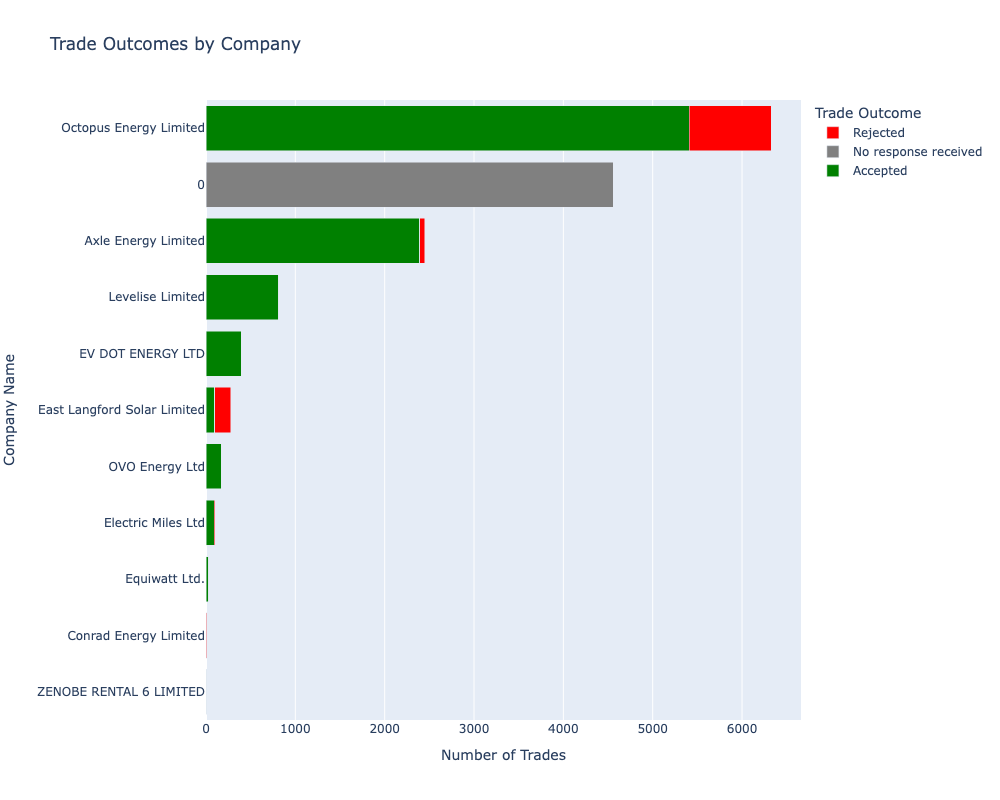 Trade Outcomes by Company
Trade Outcome
Rejected
No response received
Accepted
Company Name
Octopus Energy Limited
0
Axle Energy Limited
Levelise Limited
EV DOT ENERGY LTD
East Langford Solar Limited
OVO Energy Ltd
Electric Miles Ltd
Equiwatt Ltd.
Conrad Energy Limited
ZENOBE RENTAL 6 LIMITED
0 1000 2000 3000 4000 5000 6000
Number of Trades